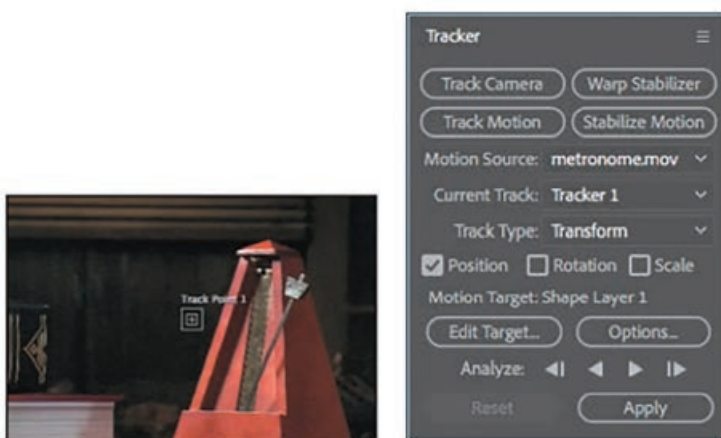 Tracker
Track Camera Warp Stabilizer
Track Motion Stabilize Motion
Motion Source: metronome.mov
Current Track: Tracker 1
Track Type: Transform
Position Rotation Scale
Motion Target: Shape Layer 1
Edit Target... Options...
Analyze:
Reset Apply
Track Point 1